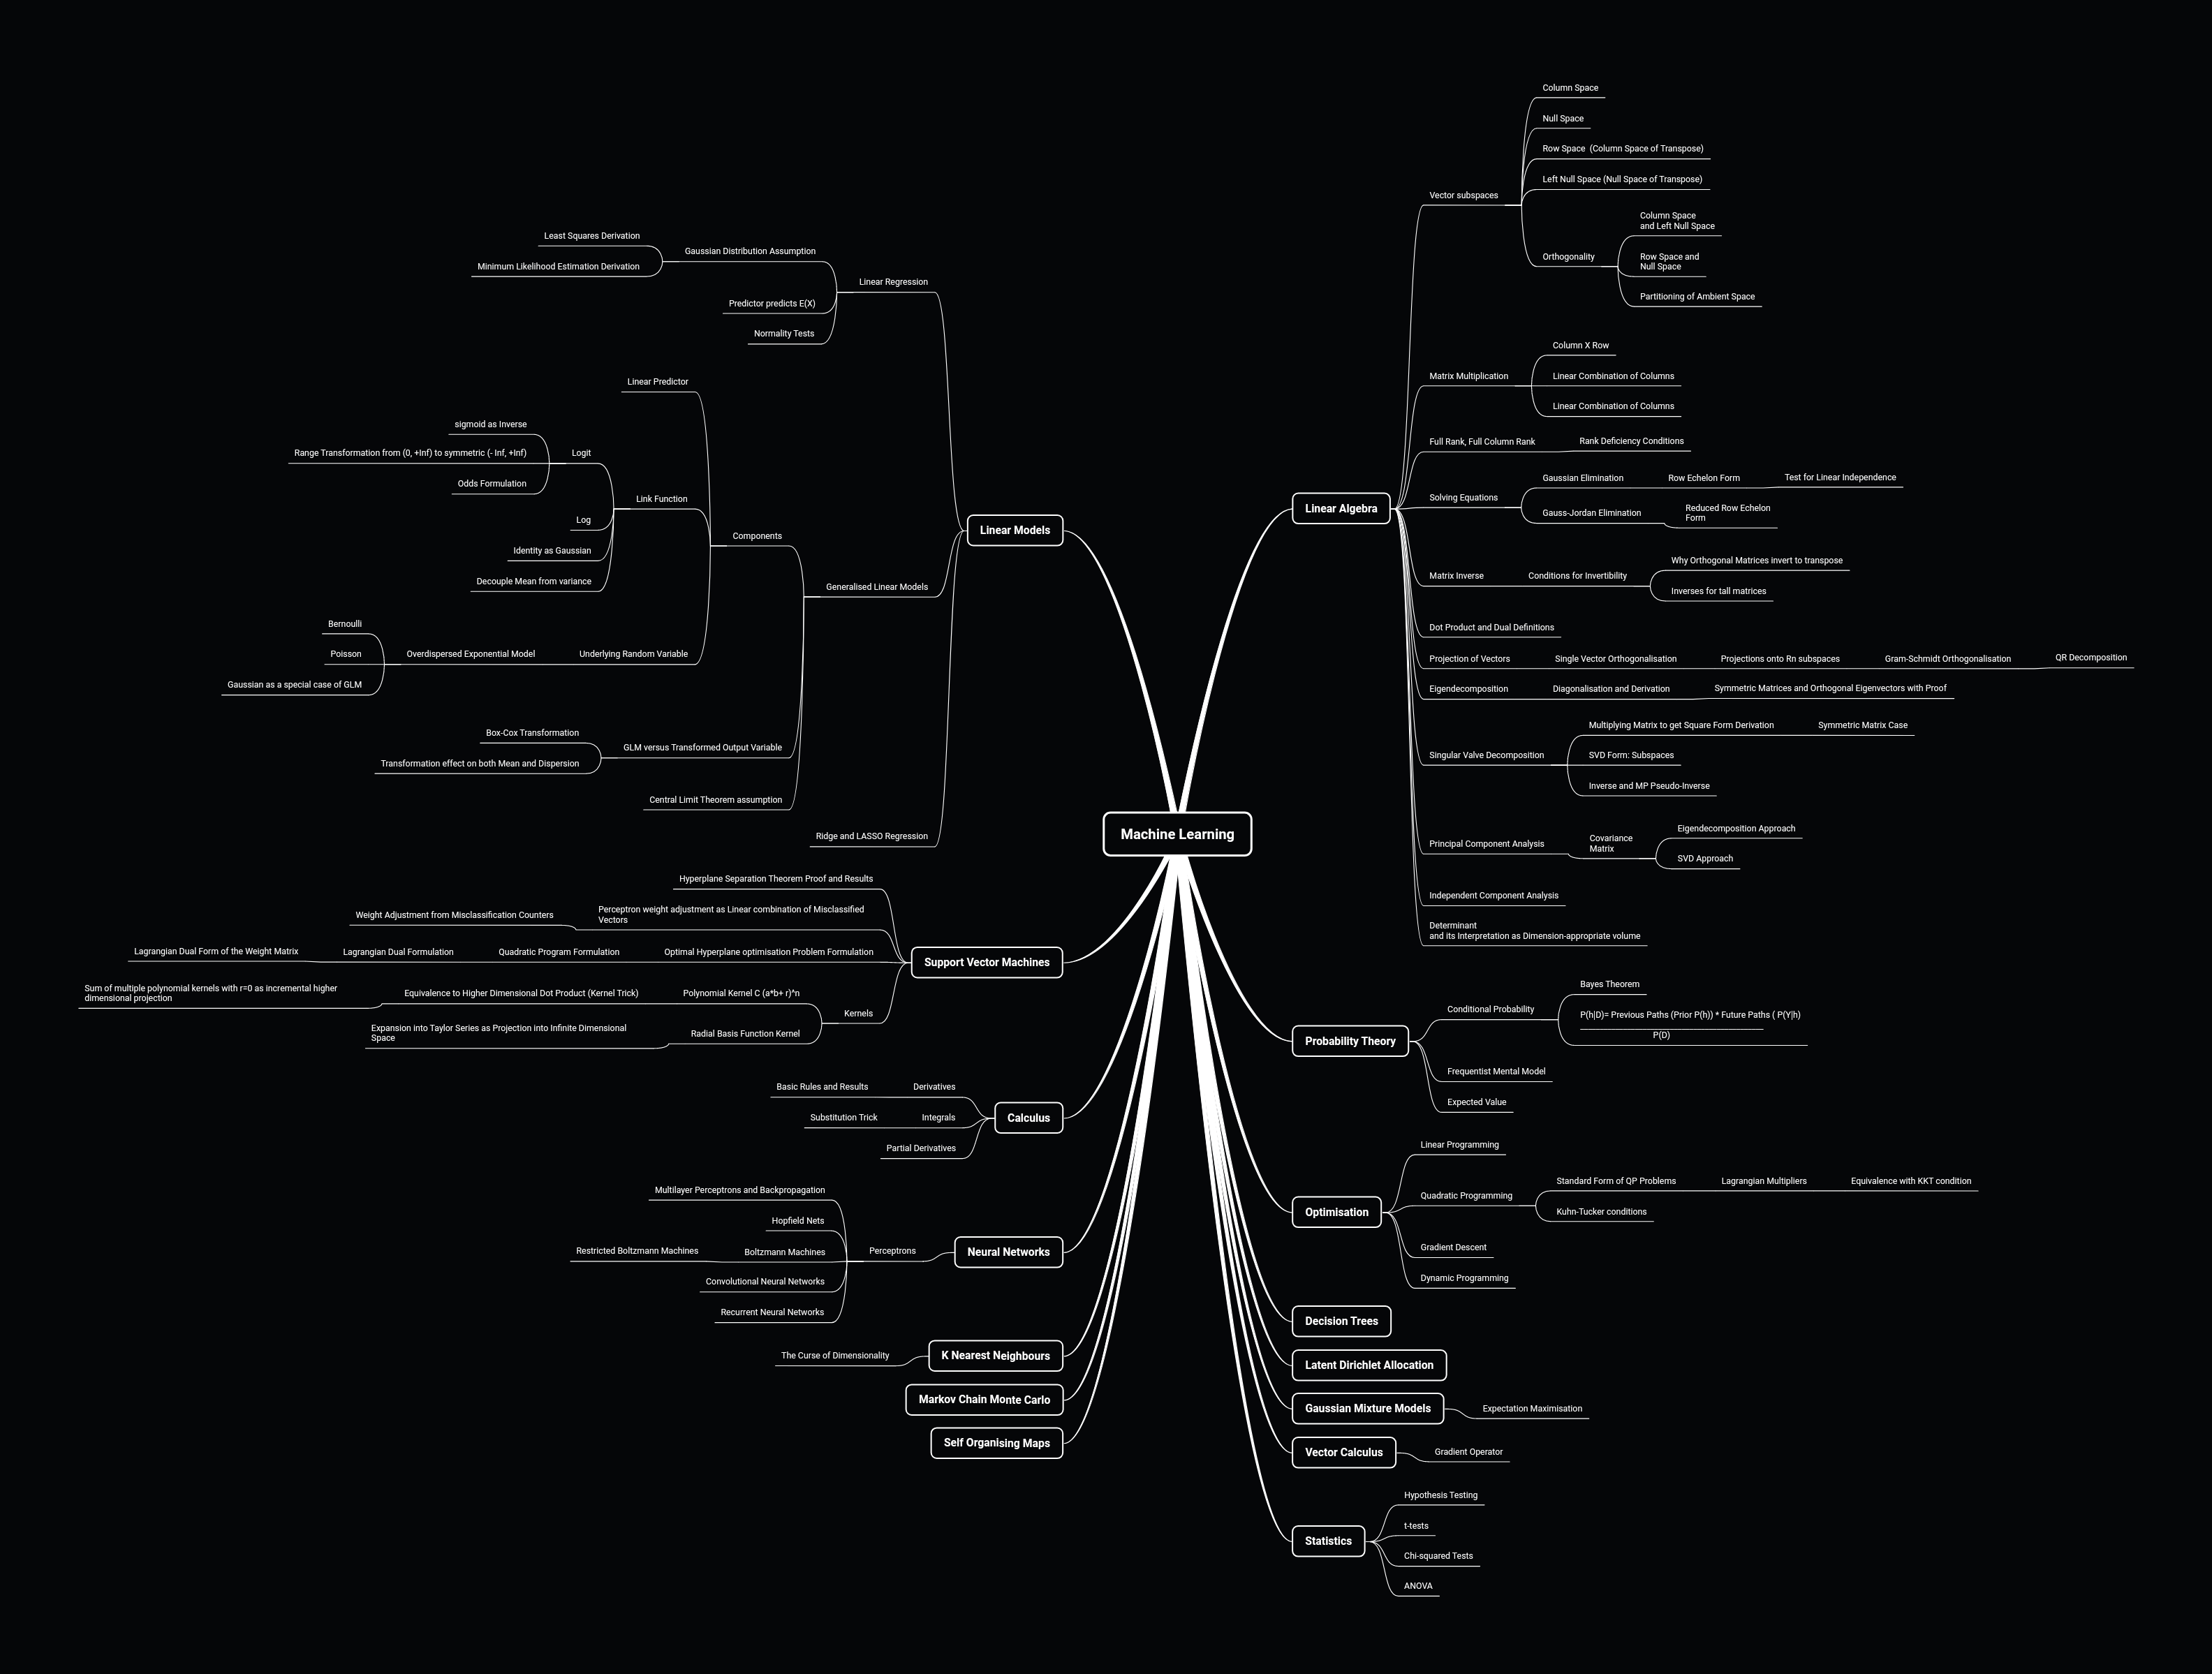 Machine Learning
Linear Algebra
Vector subspaces
Column Space
Null Space
Row Space  (Column Space of Transpose)
Left Null Space (Null Space of Transpose)
Orthogonality
Column Space
and Left Null Space
Row Space and
Null Space
Partitioning of Ambient Space
Matrix Multiplication
Column X Row
Linear Combination of Columns
Linear Combination of Columns
Full Rank, Full Column Rank
Rank Deficiency Conditions
Solving Equations
Gaussian Elimination
Row Echelon Form
Test for Linear Independence
Gauss-Jordan Elimination
Reduced Row Echelon
Form
Matrix Inverse
Conditions for Invertibility
Why Orthogonal Matrices invert to transpose
Inverses for tall matrices
Dot Product and Dual Definitions
Projection of Vectors
Single Vector Orthogonalisation
Projections onto Rn subspaces
Gram-Schmidt Orthogonalisation
QR Decomposition
Eigendecomposition
Diagonalisation and Derivation
Symmetric Matrices and Orthogonal Eigenvectors with Proof
Singular Valve Decomposition
Multiplying Matrix to get Square Form Derivation
Symmetric Matrix Case
SVD Form: Subspaces
Inverse and MP Pseudo-Inverse
Principal Component Analysis
Covariance
Matrix
Eigendecomposition Approach
SVD Approach
Independent Component Analysis
Determinant
and its Interpretation as Dimension-appropriate volume
Probability Theory
Conditional Probability
Bayes Theorem
P(h|D)= Previous Paths (Prior P(h)) * Future Paths ( P(Y|h)
P(D)
Frequentist Mental Model
Expected Value
Optimisation
Linear Programming
Quadratic Programming
Standard Form of QP Problems
Lagrangian Multipliers
Equivalence with KKT condition
Kuhn-Tucker conditions
Gradient Descent
Dynamic Programming
Decision Trees
Latent Dirichlet Allocation
Gaussian Mixture Models
Expectation Maximisation
Vector Calculus
Gradient Operator
Statistics
Hypothesis Testing
t-tests
Chi-squared Tests
ANOVA
Linear Models
Linear Regression
Gaussian Distribution Assumption
Least Squares Derivation
Minimum Likelihood Estimation Derivation
Predictor predicts E(X)
Normality Tests
Generalised Linear Models
Components
Linear Predictor
Link Function
Logit
sigmoid as Inverse
Range Transformation from (0, +Inf) to symmetric (- Inf, +Inf)
Odds Formulation
Log
Identity as Gaussian
Decouple Mean from variance
Underlying Random Variable
Overdispersed Exponential Model
Bernoulli
Poisson
Gaussian as a special case of GLM
GLM versus Transformed Output Variable
Box-Cox Transformation
Transformation effect on both Mean and Dispersion
Central Limit Theorem assumption
Ridge and LASSO Regression
Support Vector Machines
Hyperplane Separation Theorem Proof and Results
Perceptron weight adjustment as Linear combination of Misclassified
Vectors
Weight Adjustment from Misclassification Counters
Optimal Hyperplane optimisation Problem Formulation
Quadratic Program Formulation
Lagrangian Dual Formulation
Lagrangian Dual Form of the Weight Matrix
Kernels
Polynomial Kernel C (a*b+ r)^n
Equivalence to Higher Dimensional Dot Product (Kernel Trick)
Sum of multiple polynomial kernels with r=0 as incremental higher
dimensional projection
Radial Basis Function Kernel
Expansion into Taylor Series as Projection into Infinite Dimensional
Space
Calculus
Derivatives
Basic Rules and Results
Integrals
Substitution Trick
Partial Derivatives
Neural Networks
Perceptrons
Multilayer Perceptrons and Backpropagation
Hopfield Nets
Boltzmann Machines
Restricted Boltzmann Machines
Convolutional Neural Networks
Recurrent Neural Networks
K Nearest Neighbours
The Curse of Dimensionality
Markov Chain Monte Carlo
Self Organising Maps